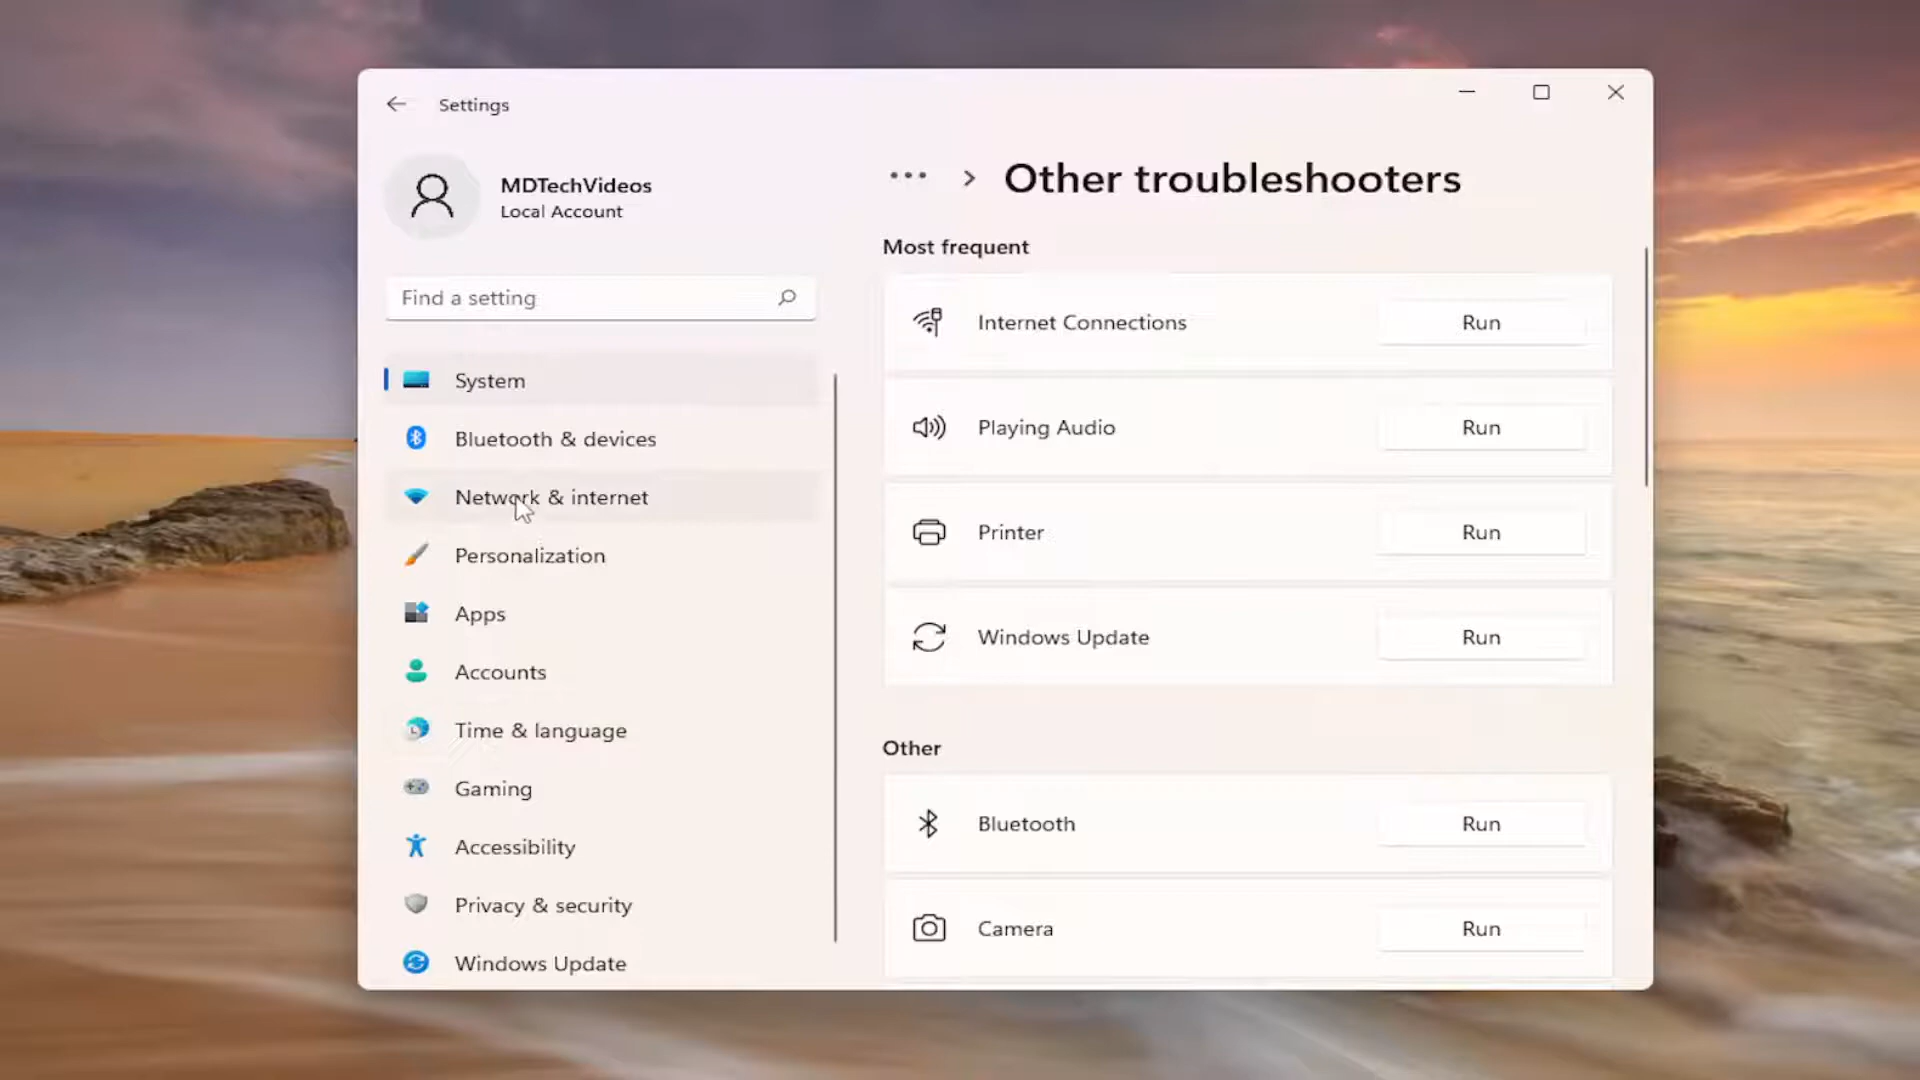 Settings
MDTechVideos
Local Account
Find a setting
System
Bluetooth & devices
Network & internet
Personalization
Apps
Accounts
Time & language
Gaming
Accessibility
Privacy & security
Windows Update
... > Other troubleshooters
Most frequent
Internet Connections Run
Playing Audio Run
Printer Run
Windows Update Run
Other
Bluetooth Run
Camera Run